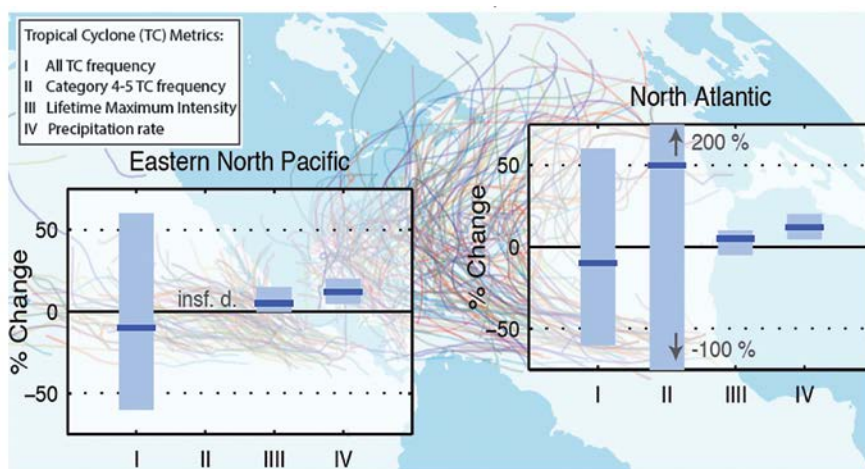 Tropical Cyclone (TC) Metrics:
I All TC frequency
II Category 4-5 TC frequency
III Lifetime Maximum Intensity
IV Precipitation rate
Eastern North Pacific
% Change
50
0
−50
insf. d.
I II IIII IV
North Atlantic
% Change
50
0
−50
200 %
-100 %
I II IIII IV